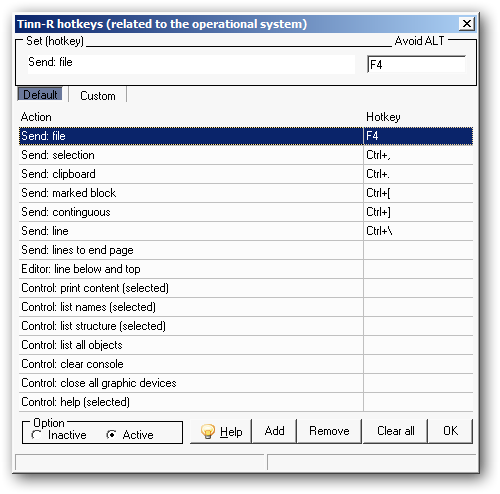 Tinn-R hotkeys (related to the operational system)
Set (hotkey) Avoid ALT
Send: file F4
Default Custom
Action Hotkey
Send: file F4
Send: selection Ctrl+,
Send: clipboard Ctrl+.
Send: marked block Ctrl+[
Send: continguous Ctrl+]
Send: line Ctrl+\
Send: lines to end page
Editor: line below and top
Control: print content (selected)
Control: list names (selected)
Control: list structure (selected)
Control: list all objects
Control: clear console
Control: close all graphic devices
Control: help (selected)
Option
Inactive Active Help Add Remove Clear all OK